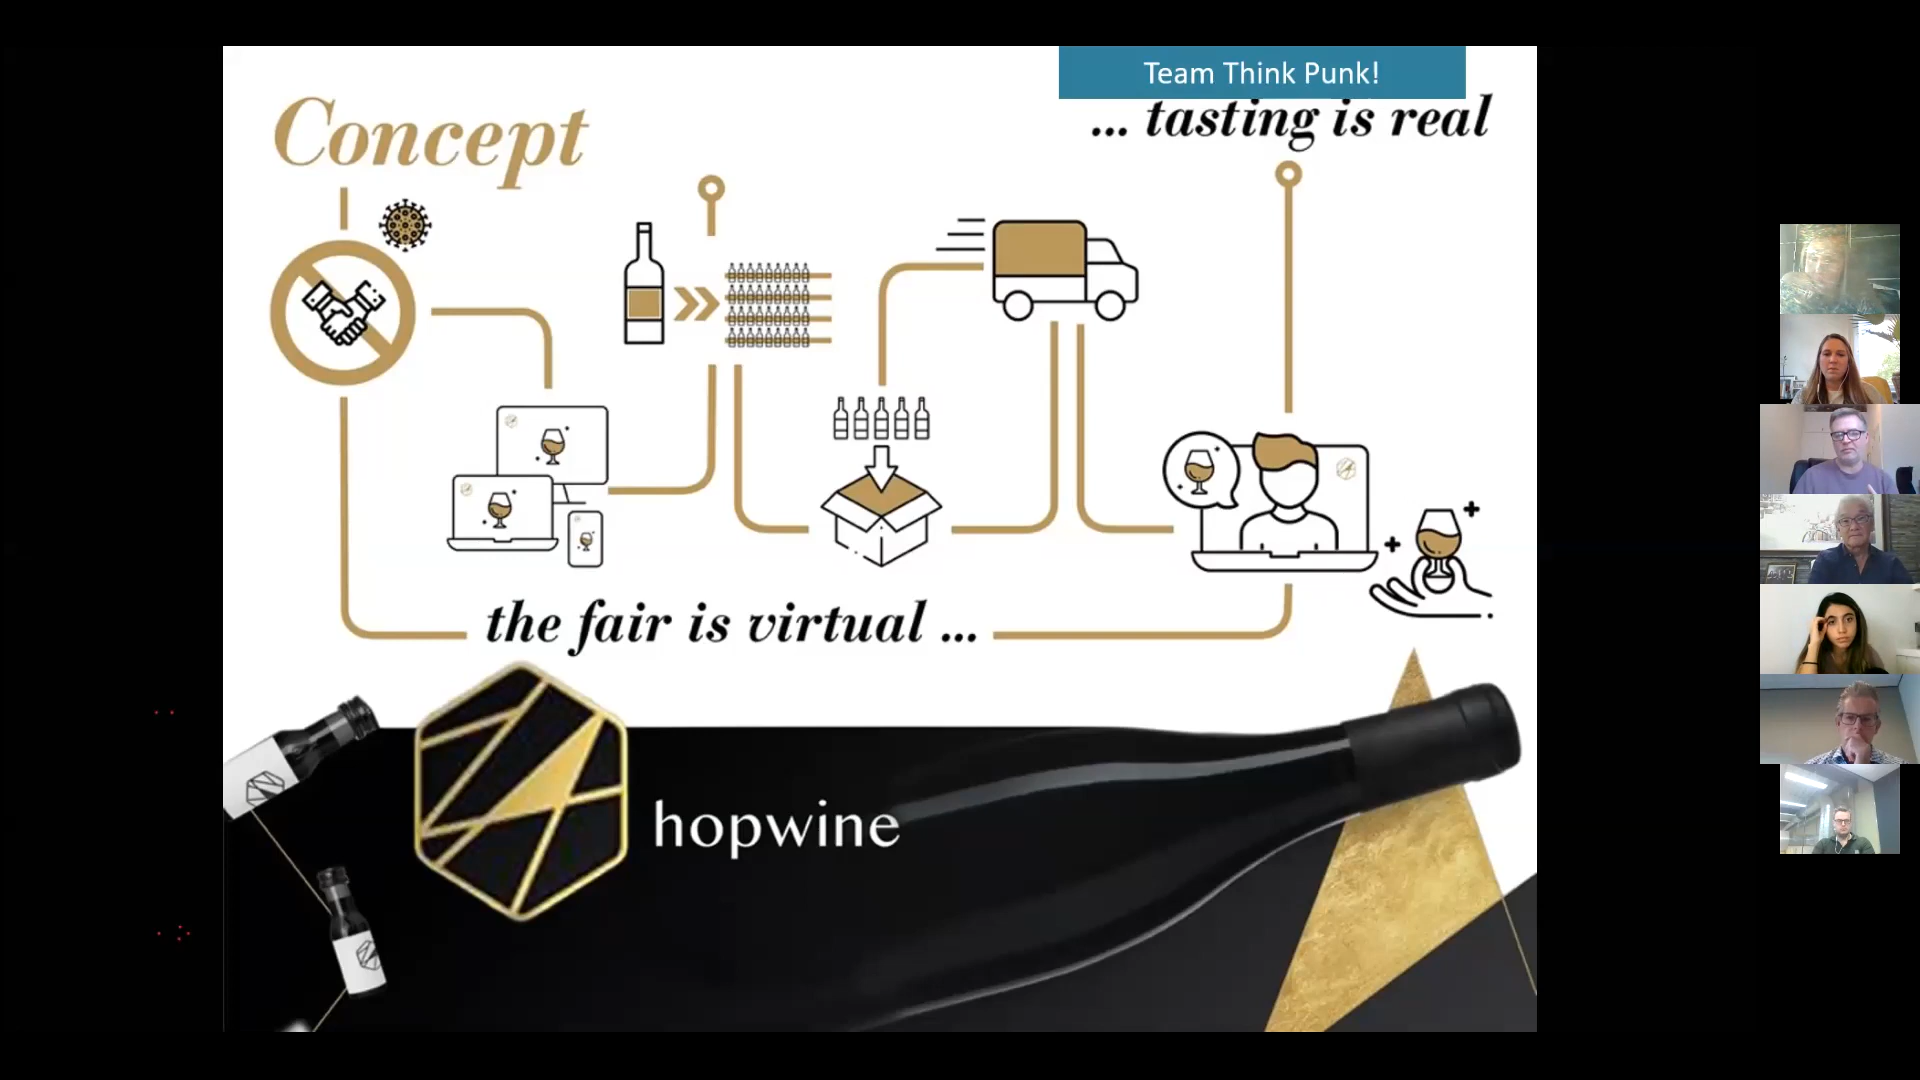 Team Think Punk!
Concept
... tasting is real
the fair is virtual ...
hopwine